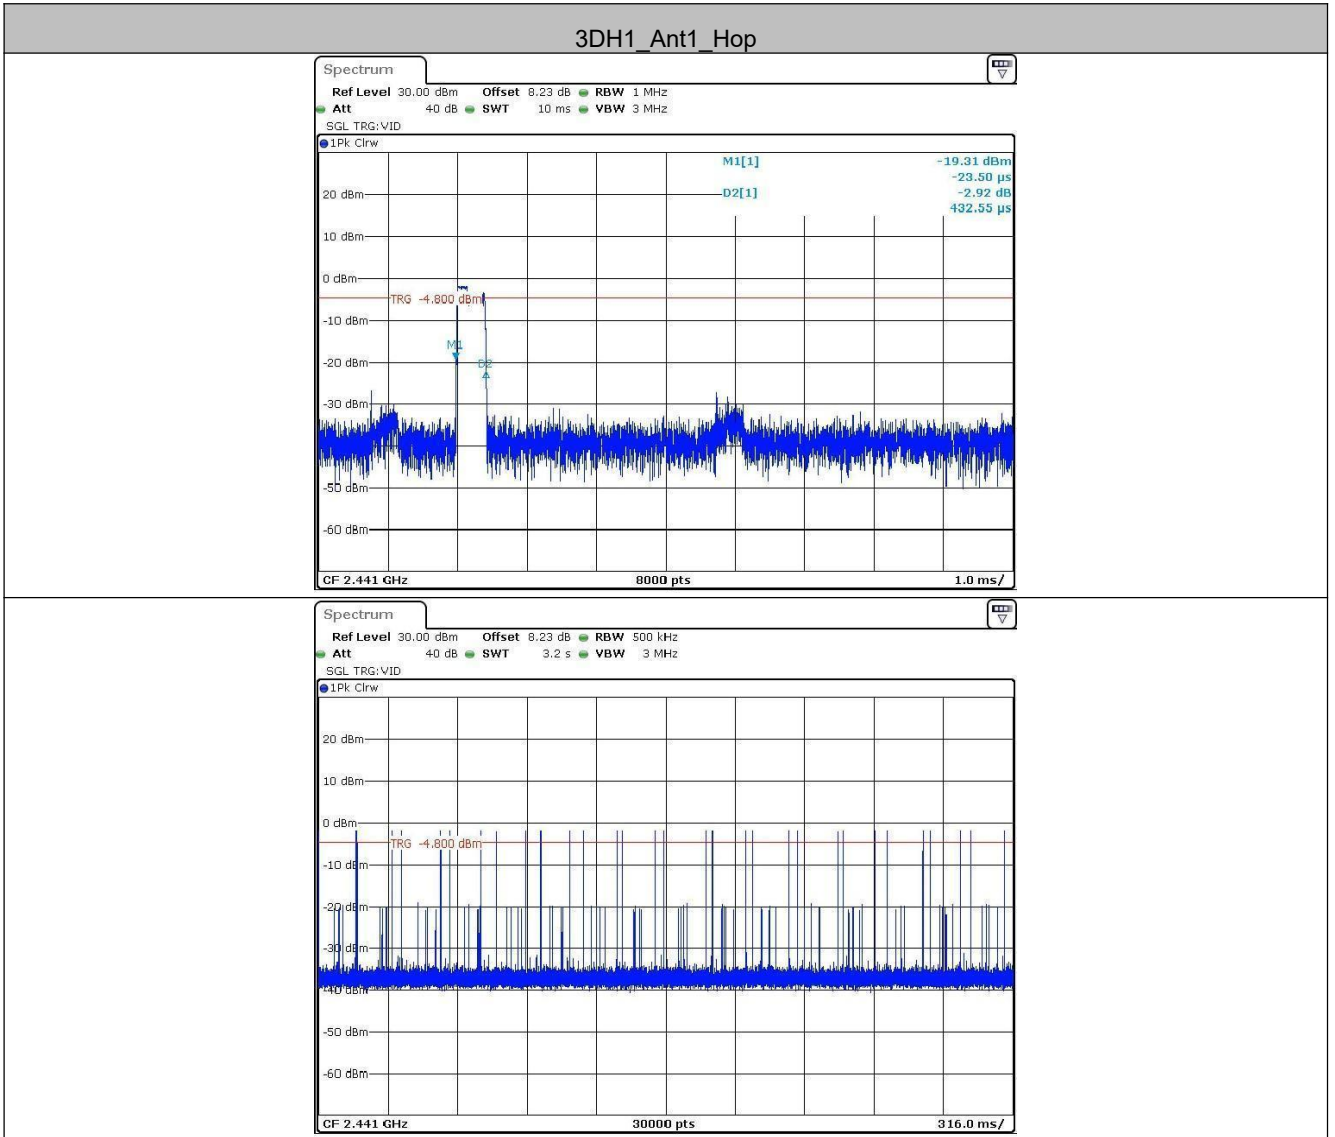 3DH1_Ant1_Hop
Spectrum
Ref Level 30.00 dBm Offset 8.23 dB RBW 1 MHz
Att 40 dB SWT 10 ms VBW 3 MHz
SGL TRG:VID
1Pk Clrw
M1[1] -19.31 dBm
-23.50 µs
D2[1] -2.92 dB
432.55 µs
20 dBm
10 dBm
0 dBm
TRG -4.800 dBm
-10 dBm
M1
-20 dBm
D2
-30 dBm
-50 dBm
-60 dBm
CF 2.441 GHz 8000 pts 1.0 ms/
Spectrum
Ref Level 30.00 dBm Offset 8.23 dB RBW 500 kHz
Att 40 dB SWT 3.2 s VBW 3 MHz
SGL TRG:VID
1Pk Clrw
20 dBm
10 dBm
0 dBm
TRG -4.800 dBm
-10 dBm
-20 dBm
-30 dBm
-40 dBm
-50 dBm
-60 dBm
CF 2.441 GHz 30000 pts 316.0 ms/